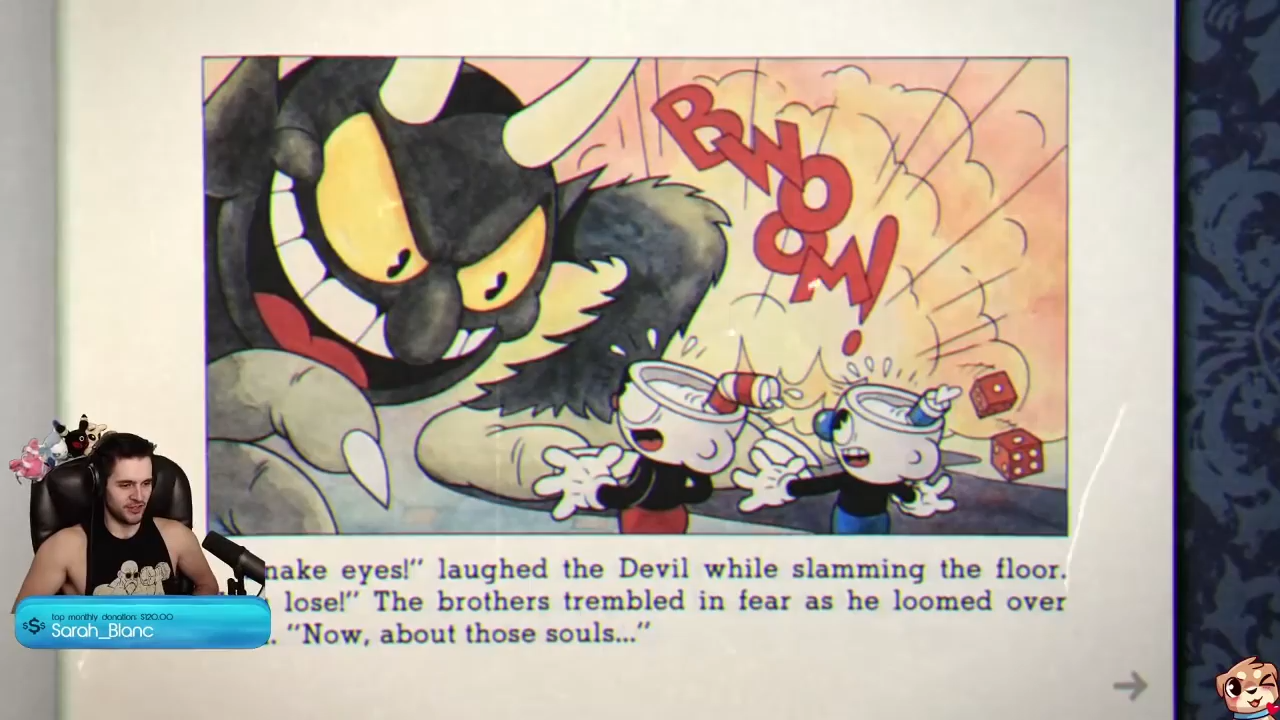 BWOOM!
nake eyes!" laughed the Devil while slamming the floor.
lose!" The brothers trembled in fear as he loomed over
. "Now, about those souls..."
$$$ top monthly donation: $120.00
Sarah_Blanc